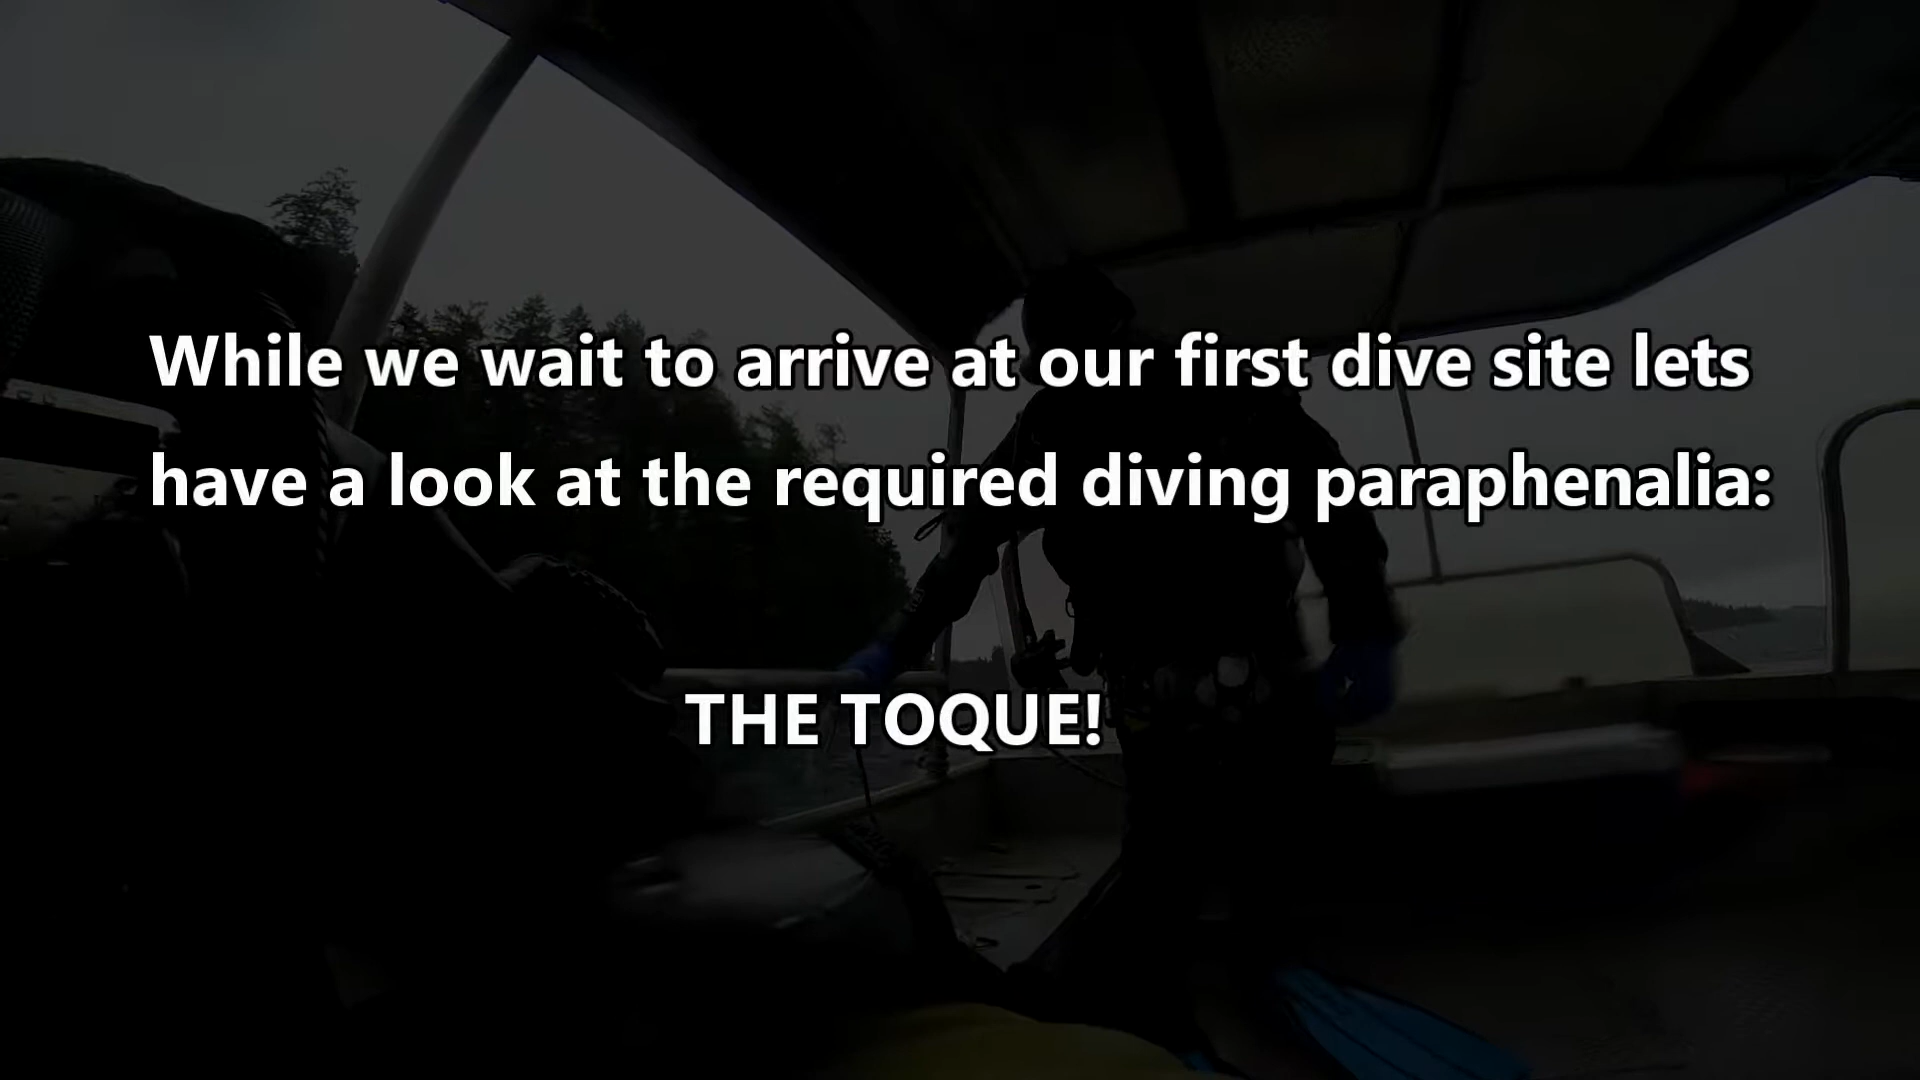 While we wait to arrive at our first dive site lets
have a look at the required diving paraphenalia:
THE TOQUE!